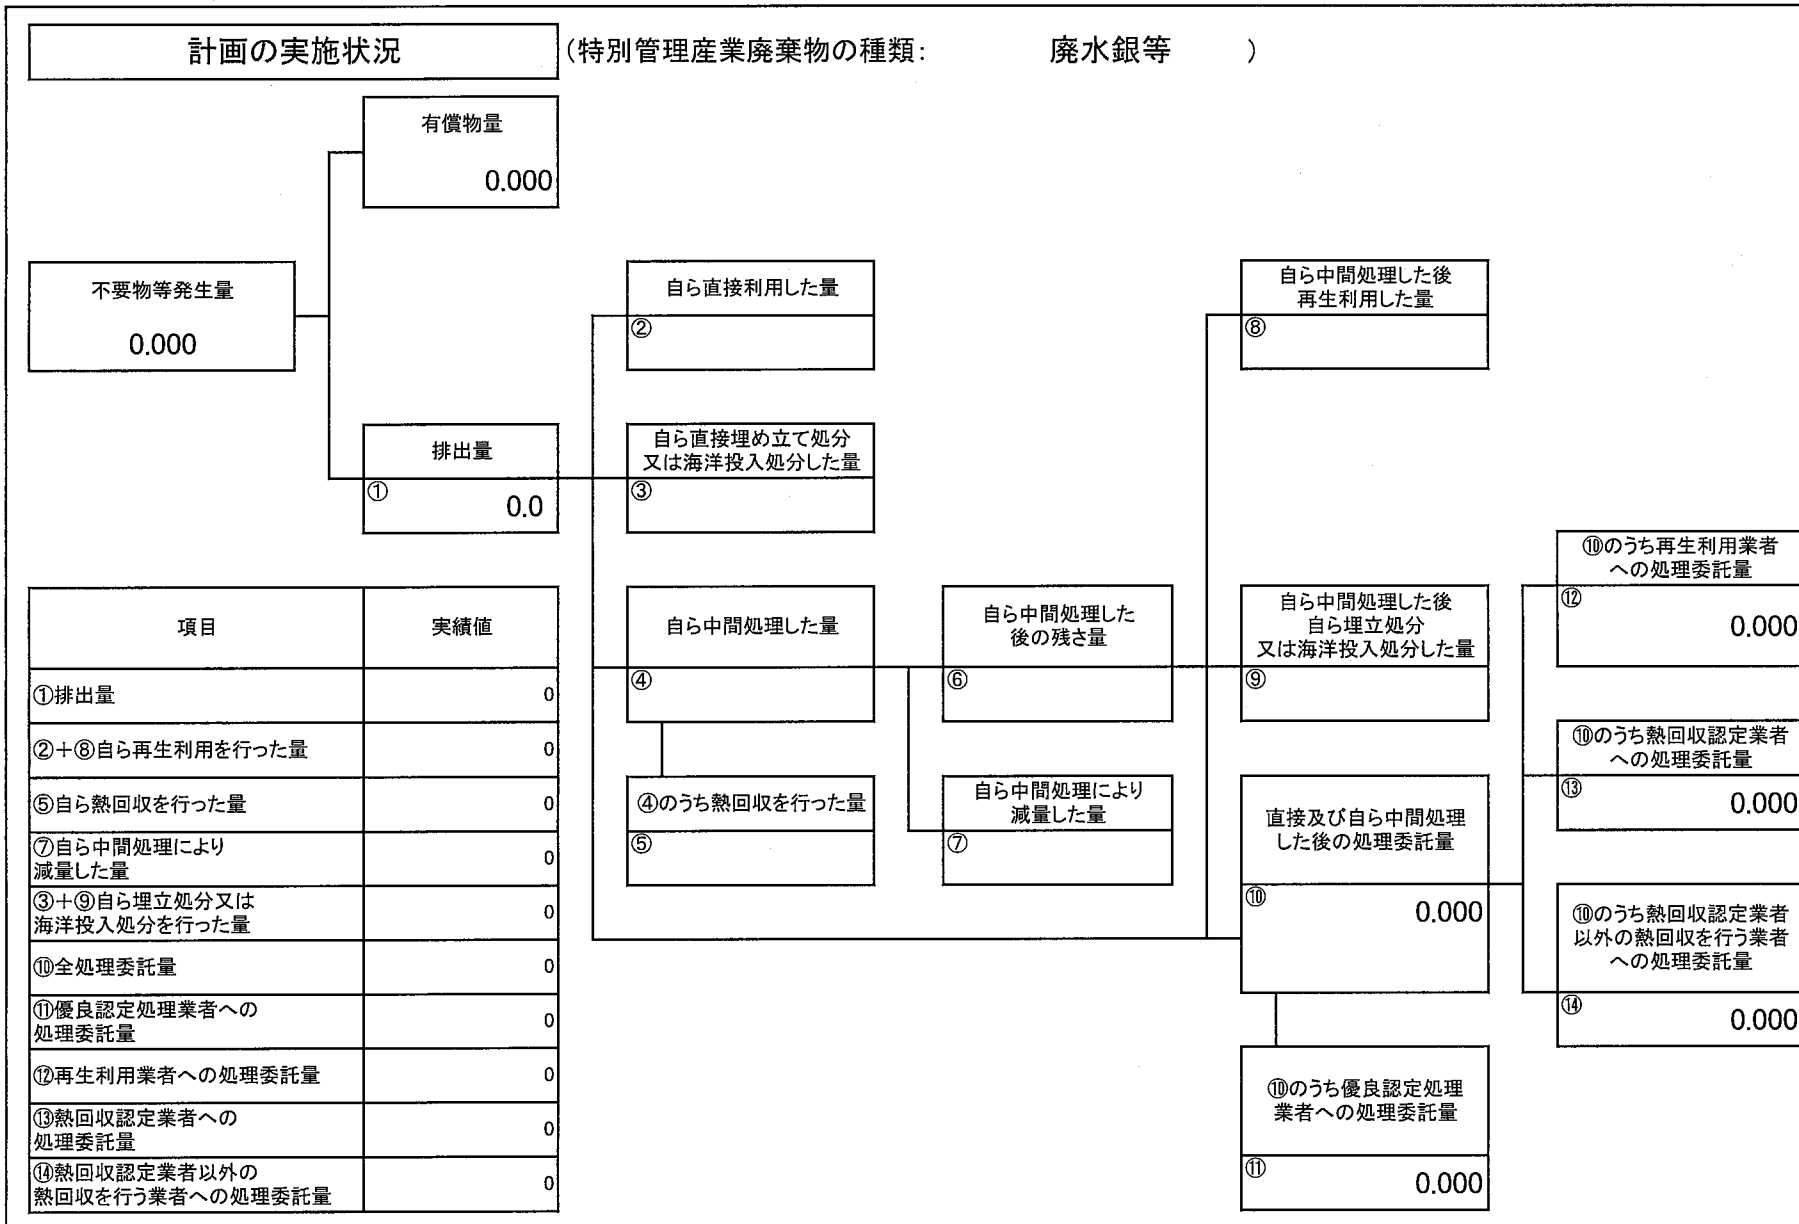 計画の実施状況
(特別管理産業廃棄物の種類: 廃水銀等 )
有償物量
0.000
不要物等発生量
0.000
排出量
①
0.0
自ら直接利用した量
②
自ら直接埋め立て処分
又は海洋投入処分した量
③
自ら中間処理した量
④
④のうち熱回収を行った量
⑤
自ら中間処理した
後の残さ量
⑥
自ら中間処理により
減量した量
⑦
自ら中間処理した後
再生利用した量
⑧
自ら中間処理した後
自ら埋立処分
又は海洋投入処分した量
⑨
直接及び自ら中間処理
した後の処理委託量
⑩
0.000
⑩のうち優良認定処理
業者への処理委託量
⑪
0.000
⑩のうち再生利用業者
への処理委託量
⑫
0.000
⑩のうち熱回収認定業者
への処理委託量
⑬
0.000
⑩のうち熱回収認定業者
以外の熱回収を行う業者
への処理委託量
⑭
0.000
項目 実績値
①排出量 0
②+⑧自ら再生利用を行った量 0
⑤自ら熱回収を行った量 0
⑦自ら中間処理により
減量した量 0
③+⑨自ら埋立処分又は
海洋投入処分を行った量 0
⑩全処理委託量 0
⑪優良認定処理業者への
処理委託量 0
⑫再生利用業者への処理委託量 0
⑬熱回収認定業者への
処理委託量 0
⑭熱回収認定業者以外の
熱回収を行う業者への処理委託量 0